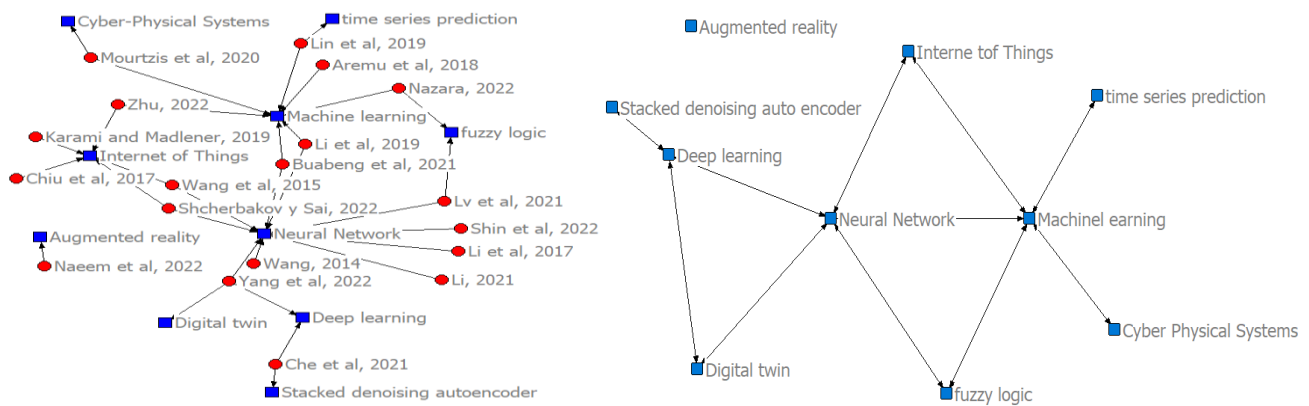 Cyber-Physical Systems
time series prediction
Lin et al, 2019
Mourtzis et al, 2020
Aremu et al, 2018
Nazara, 2022
Zhu, 2022
Machine learning
fuzzy logic
Karami and Madlener, 2019
Li et al, 2019
Internet of Things
Buabeng et al, 2021
Chiu et al, 2017
Wang et al, 2015
Lv et al, 2021
Shcherbakov y Sai, 2022
Shin et al, 2022
Augmented reality
Neural Network
Li et al, 2017
Naeem et al, 2022
Wang, 2014
Yang et al, 2022
Li, 2021
Digital twin
Deep learning
Che et al, 2021
Stacked denoising autoencoder
Augmented reality
Interne tof Things
time series prediction
Stacked denoising auto encoder
Deep learning
Neural Network
Machinel earning
Cyber Physical Systems
Digital twin
fuzzy logic